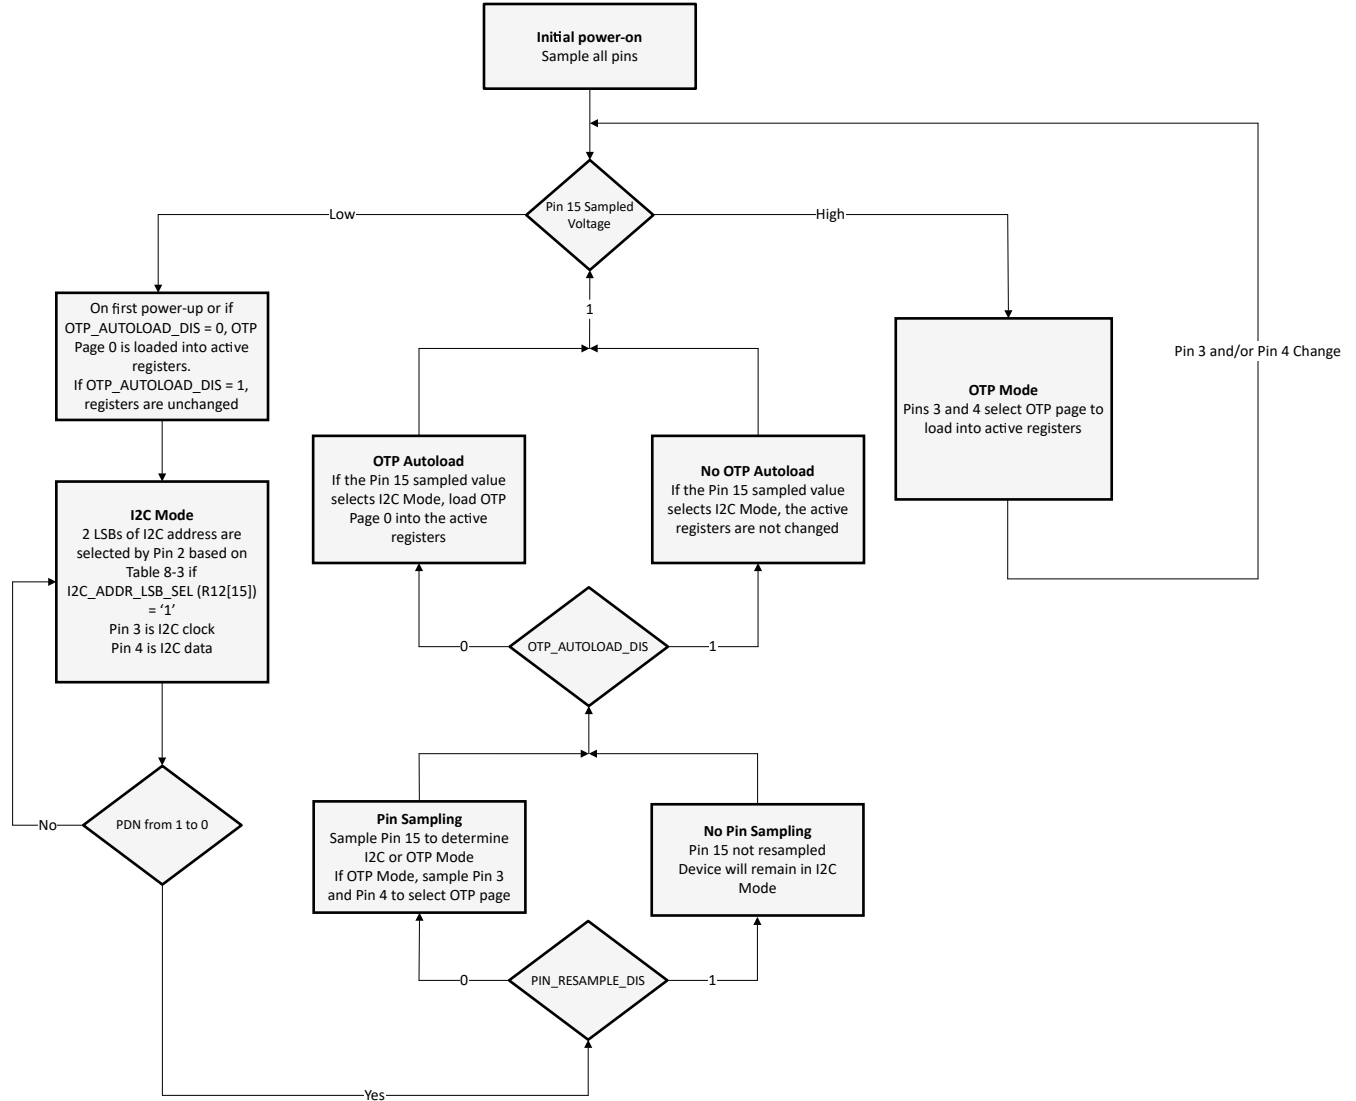 Initial power-on
Sample all pins
Pin 15 Sampled
Voltage
Low
High
On first power-up or if
OTP_AUTOLOAD_DIS = 0, OTP
Page 0 is loaded into active
registers.
If OTP_AUTOLOAD_DIS = 1,
registers are unchanged
1
Pin 3 and/or Pin 4 Change
OTP Mode
Pins 3 and 4 select OTP page to
load into active registers
OTP Autoload
If the Pin 15 sampled value
selects I2C Mode, load OTP
Page 0 into the active
registers
No OTP Autoload
If the Pin 15 sampled value
selects I2C Mode, the active
registers are not changed
I2C Mode
2 LSBs of I2C address are
selected by Pin 2 based on
Table 8-3 if
I2C_ADDR_LSB_SEL (R12[15])
= ‘1’
Pin 3 is I2C clock
Pin 4 is I2C data
0
OTP_AUTOLOAD_DIS
1
PDN from 1 to 0
No
Pin Sampling
Sample Pin 15 to determine
I2C or OTP Mode
If OTP Mode, sample Pin 3
and Pin 4 to select OTP page
No Pin Sampling
Pin 15 not resampled
Device will remain in I2C
Mode
0
PIN_RESAMPLE_DIS
1
Yes